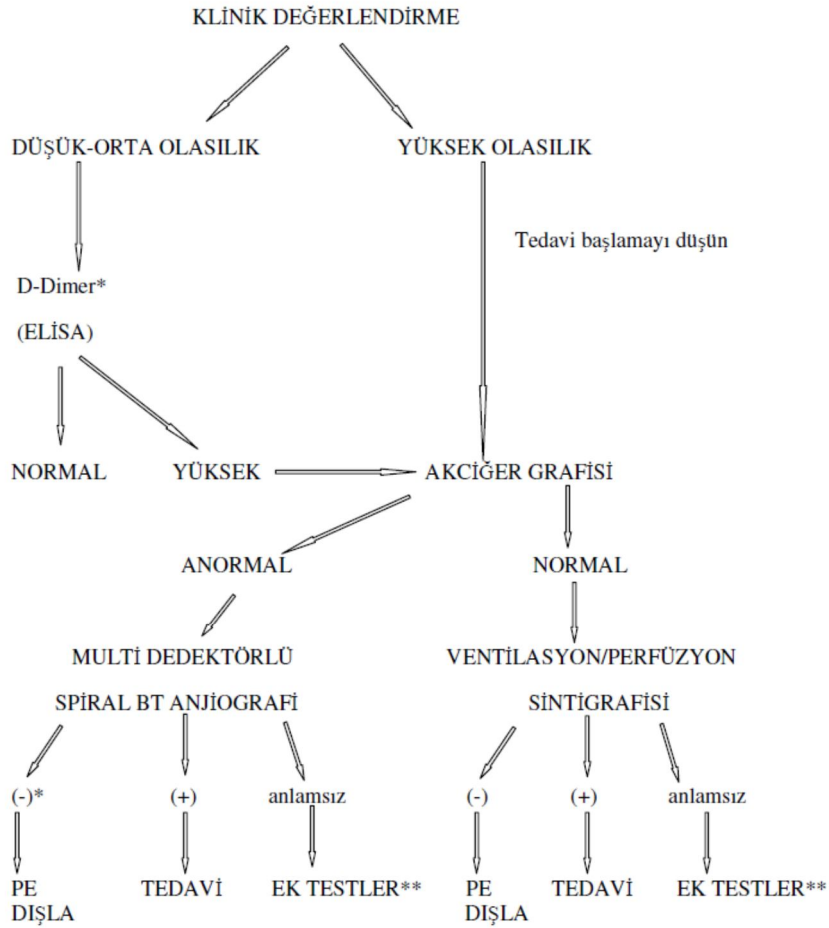 KLİNİK DEĞERLENDİRME
DÜŞÜK-ORTA OLASILIK YÜKSEK OLASILIK
Tedavi başlamayı düşün
D-Dimer*
(ELİSA)
NORMAL YÜKSEK AKCİĞER GRAFİSİ
ANORMAL NORMAL
MULTİ DEDEKTÖRLÜ VENTİLASYON/PERFÜZYON
SPİRAL BT ANJİOGRAFİ SİNTİGRAFİSİ
(-)* (+) anlamsız (-) (+) anlamsız
PE TEDAVİ EK TESTLER** PE TEDAVİ EK TESTLER**
DIŞLA DIŞLA